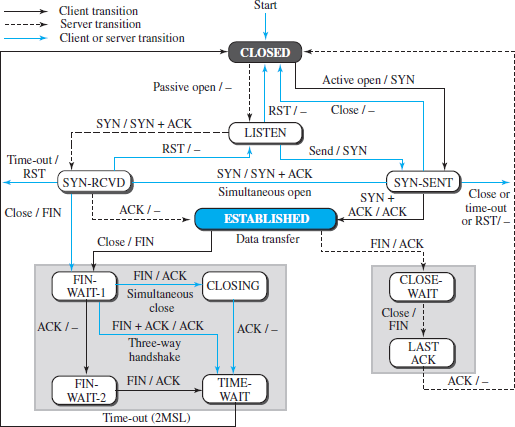 Client transition
Start
Server transition
Client or server transition
CLOSED
Passive open / –
Active open / SYN
RST / –
Close / –
SYN / SYN + ACK
LISTEN
RST / –
Send / SYN
Time-out /
RST
SYN-RCVD
SYN / SYN + ACK
Simultaneous open
SYN-SENT
Close or
time-out
or RST/ –
Close / FIN
ACK / –
SYN +
ACK / ACK
ESTABLISHED
Data transfer
Close / FIN
FIN / ACK
FIN-
WAIT-1
FIN / ACK
Simultaneous
close
CLOSING
CLOSE-
WAIT
Close /
FIN
ACK / –
FIN + ACK / ACK
Three-way
handshake
ACK / –
LAST
ACK
FIN-
WAIT-2
FIN / ACK
TIME-
WAIT
ACK / –
Time-out (2MSL)